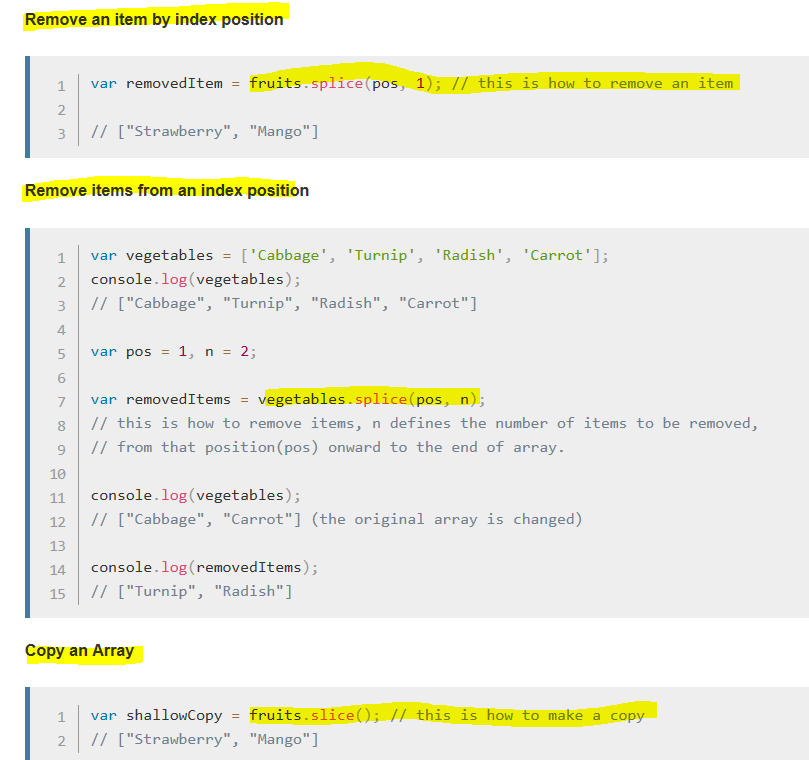 Remove an item by index position
1 var removedItem = fruits.splice(pos, 1); // this is how to remove an item
2
3 // ["Strawberry", "Mango"]
Remove items from an index position
1 var vegetables = ['Cabbage', 'Turnip', 'Radish', 'Carrot'];
2 console.log(vegetables);
3 // ["Cabbage", "Turnip", "Radish", "Carrot"]
4
5 var pos = 1, n = 2;
6
7 var removedItems = vegetables.splice(pos, n);
8 // this is how to remove items, n defines the number of items to be removed,
9 // from that position(pos) onward to the end of array.
10
11 console.log(vegetables);
12 // ["Cabbage", "Carrot"] (the original array is changed)
13
14 console.log(removedItems);
15 // ["Turnip", "Radish"]
Copy an Array
1 var shallowCopy = fruits.slice(); // this is how to make a copy
2 // ["Strawberry", "Mango"]